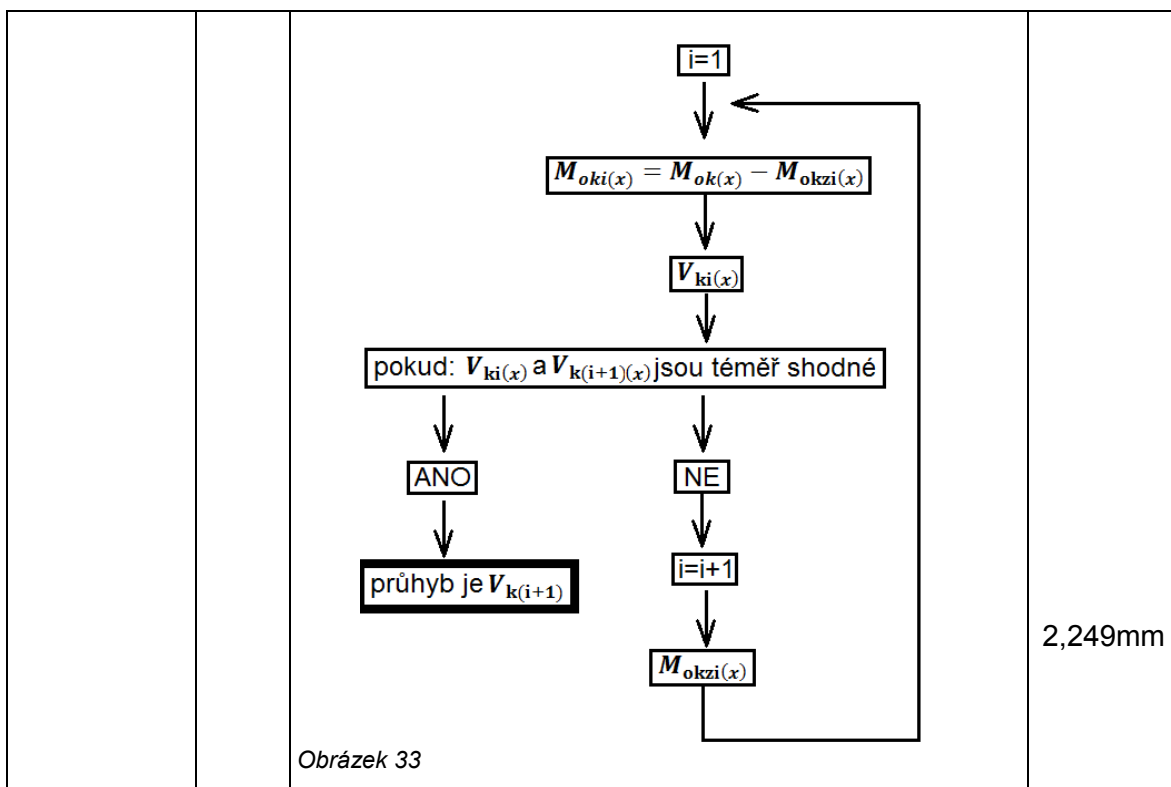 i=1
M_oki(x) = M_ok(x) − M_okzi(x)
V_ki(x)
pokud: V_ki(x) a V_k(i+1)(x) jsou téměř shodné
ANO
NE
průhyb je V_k(i+1)
i=i+1
M_okzi(x)
2,249mm
Obrázek 33